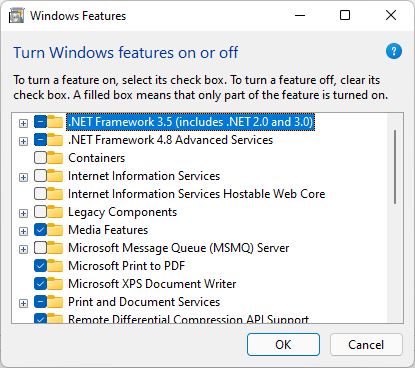 Windows Features
Turn Windows features on or off
?
To turn a feature on, select its check box. To turn a feature off, clear its
check box. A filled box means that only part of the feature is turned on.
.NET Framework 3.5 (includes .NET 2.0 and 3.0)
.NET Framework 4.8 Advanced Services
Containers
Internet Information Services
Internet Information Services Hostable Web Core
Legacy Components
Media Features
Microsoft Message Queue (MSMQ) Server
Microsoft Print to PDF
Microsoft XPS Document Writer
Print and Document Services
Remote Differential Compression API Support
OK Cancel